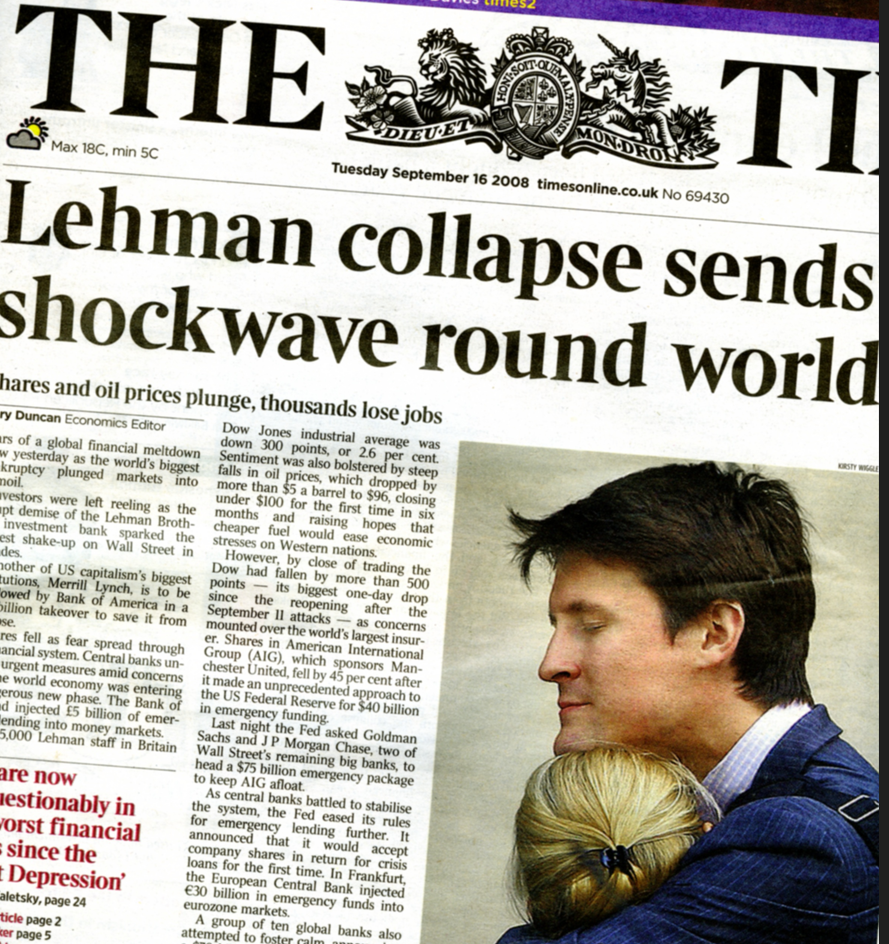 times2
THE
HONI·SOIT·QUI·MAL·Y·PENSE
DIEU·ET
MON·DROIT
Max 18C, min 5C
Tuesday September 16 2008 timesonline.co.uk No 69430
Lehman collapse sends
shockwave round world
hares and oil prices plunge, thousands lose jobs
ry Duncan Economics Editor
rs of a global financial meltdown
w yesterday as the world's biggest
kruptcy plunged markets into
moil.
vestors were left reeling as the
pt demise of the Lehman Broth-
investment bank sparked the
est shake-up on Wall Street in
des.
nother of US capitalism's biggest
tutions, Merrill Lynch, is to be
lowed by Bank of America in a
billion takeover to save it from
se.
res fell as fear spread through
ancial system. Central banks un-
urgent measures amid concerns
e world economy was entering
gerous new phase. The Bank of
d injected £5 billion of emer-
lending into money markets.
5,000 Lehman staff in Britain
are now
uestionably in
vorst financial
s since the
t Depression'
aletsky, page 24
ticle page 2
ker page 5
Dow Jones industrial average was
down 300 points, or 2.6 per cent.
Sentiment was also bolstered by steep
falls in oil prices, which dropped by
more than $5 a barrel to $96, closing
under $100 for the first time in six
months and raising hopes that
cheaper fuel would ease economic
stresses on Western nations.
However, by close of trading the
Dow had fallen by more than 500
points — its biggest one-day drop
since the reopening after the
September 11 attacks — as concerns
mounted over the world's largest insur-
er. Shares in American International
Group (AIG), which sponsors Man-
chester United, fell by 45 per cent after
it made an unprecedented approach to
the US Federal Reserve for $40 billion
in emergency funding.
Last night the Fed asked Goldman
Sachs and J P Morgan Chase, two of
Wall Street's remaining big banks, to
head a $75 billion emergency package
to keep AIG afloat.
As central banks battled to stabilise
the system, the Fed eased its rules
for emergency lending further. It
announced that it would accept
company shares in return for crisis
loans for the first time. In Frankfurt,
the European Central Bank injected
€30 billion in emergency funds into
eurozone markets.
A group of ten global banks also
attempted to foster calm
KIRSTY WIGGLE